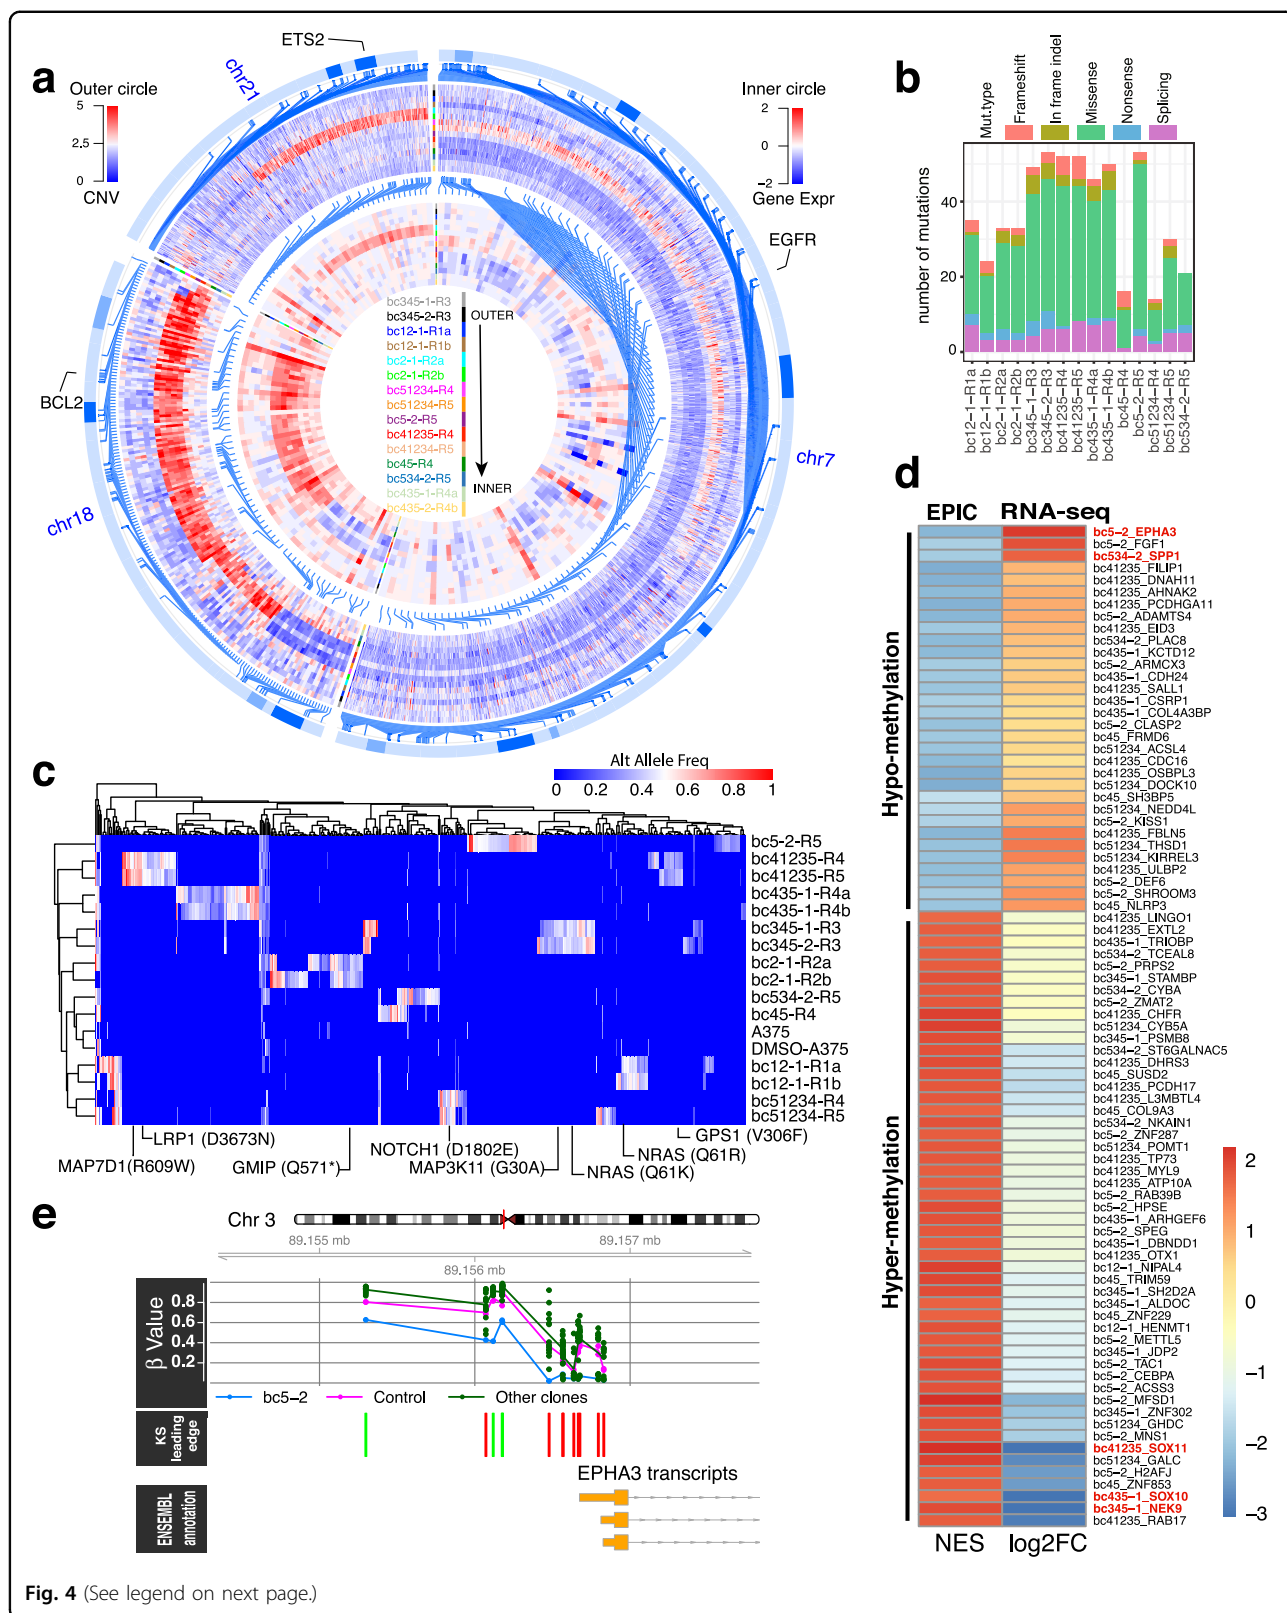 a
ETS2
chr21
Outer circle
5
2.5
0
CNV
Inner circle
2
0
−2
Gene Expr
EGFR
chr7
BCL2
chr18
bc345-1-R3
bc345-2-R3
bc12-1-R1a
bc12-1-R1b
bc2-1-R2a
bc2-1-R2b
bc51234-R4
bc51234-R5
bc5-2-R5
bc41235-R4
bc41234-R5
bc45-R4
bc534-2-R5
bc435-1-R4a
bc435-2-R4b
OUTER
INNER
b
Mut.type
Frameshift
In frame indel
Missense
Nonsense
Splicing
number of mutations
40
20
0
bc12-1-R1a
bc12-1-R1b
bc2-1-R2a
bc2-1-R2b
bc345-1-R3
bc345-2-R3
bc41235-R4
bc41235-R5
bc435-1-R4a
bc435-1-R4b
bc45-R4
bc5-2-R5
bc51234-R4
bc51234-R5
bc534-2-R5
c
Alt Allele Freq
0 0.2 0.4 0.6 0.8 1
bc5-2-R5
bc41235-R4
bc41235-R5
bc435-1-R4a
bc435-1-R4b
bc345-1-R3
bc345-2-R3
bc2-1-R2a
bc2-1-R2b
bc534-2-R5
bc45-R4
A375
DMSO-A375
bc12-1-R1a
bc12-1-R1b
bc51234-R4
bc51234-R5
LRP1 (D3673N)
MAP7D1(R609W)
GMIP (Q571*)
NOTCH1 (D1802E)
MAP3K11 (G30A)
NRAS (Q61K)
NRAS (Q61R)
GPS1 (V306F)
d
EPIC RNA-seq
Hypo-methylation
Hyper-methylation
bc5−2_EPHA3
bc5−2_FGF1
bc534−2_SPP1
bc41235_FILIP1
bc41235_DNAH11
bc41235_AHNAK2
bc41235_PCDHGA11
bc5−2_ADAMTS4
bc41235_EID3
bc534−2_PLAC8
bc435−1_KCTD12
bc5−2_ARMCX3
bc435−1_CDH24
bc41235_SALL1
bc435−1_CSRP1
bc435−1_COL4A3BP
bc5−2_CLASP2
bc45_FRMD6
bc51234_ACSL4
bc41235_CDC16
bc41235_OSBPL3
bc51234_DOCK10
bc45_SH3BP5
bc51234_NEDD4L
bc5−2_KISS1
bc41235_FBLN5
bc51234_THSD1
bc51234_KIRREL3
bc41235_ULBP2
bc5−2_DEF6
bc5−2_SHROOM3
bc45_NLRP3
bc41235_LINGO1
bc41235_EXTL2
bc435−1_TRIOBP
bc534−2_TCEAL8
bc5−2_PRPS2
bc345−1_STAMBP
bc534−2_CYBA
bc5−2_ZMAT2
bc41235_CHFR
bc51234_CYB5A
bc345−1_PSMB8
bc534−2_ST6GALNAC5
bc41235_DHRS3
bc45_SUSD2
bc41235_PCDH17
bc41235_L3MBTL4
bc45_COL9A3
bc534−2_NKAIN1
bc5−2_ZNF287
bc51234_POMT1
bc41235_TP73
bc41235_MYL9
bc41235_ATP10A
bc5−2_RAB39B
bc5−2_HPSE
bc435−1_ARHGEF6
bc5−2_SPEG
bc435−1_DBNDD1
bc41235_OTX1
bc12−1_NIPAL4
bc45_TRIM59
bc345−1_SH2D2A
bc345−1_ALDOC
bc45_ZNF229
bc12−1_HENMT1
bc5−2_METTL5
bc345−1_JDP2
bc5−2_TAC1
bc5−2_CEBPA
bc5−2_ACSS3
bc5−2_MFSD1
bc345−1_ZNF302
bc51234_GHDC
bc5−2_MNS1
bc41235_SOX11
bc51234_GALC
bc5−2_H2AFJ
bc45_ZNF853
bc435−1_SOX10
bc345−1_NEK9
bc41235_RAB17
NES log2FC
2
1
0
−1
−2
−3
e
Chr 3
89.155 mb
89.156 mb
89.157 mb
β Value
0.8
0.6
0.4
0.2
bc5−2 Control Other clones
KS leading edge
EPHA3 transcripts
ENSEMBL annotation
Fig. 4 (See legend on next page.)